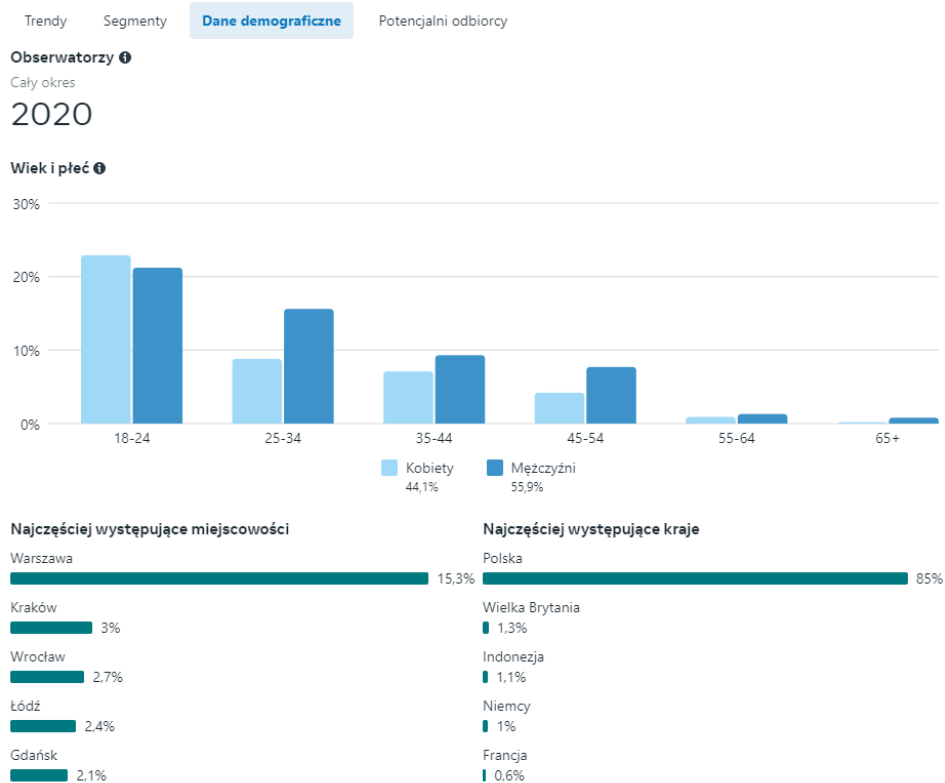 Trendy Segmenty Dane demograficzne Potencjalni odbiorcy
Obserwatorzy
Cały okres
2020
Wiek i płeć
30%
20%
10%
0%
18-24 25-34 35-44 45-54 55-64 65+
Kobiety Mężczyźni
44,1% 55,9%
Najczęściej występujące miejscowości
Warszawa
15,3%
Kraków
3%
Wrocław
2,7%
Łódź
2,4%
Gdańsk
2,1%
Najczęściej występujące kraje
Polska
85%
Wielka Brytania
1,3%
Indonezja
1,1%
Niemcy
1%
Francja
0,6%